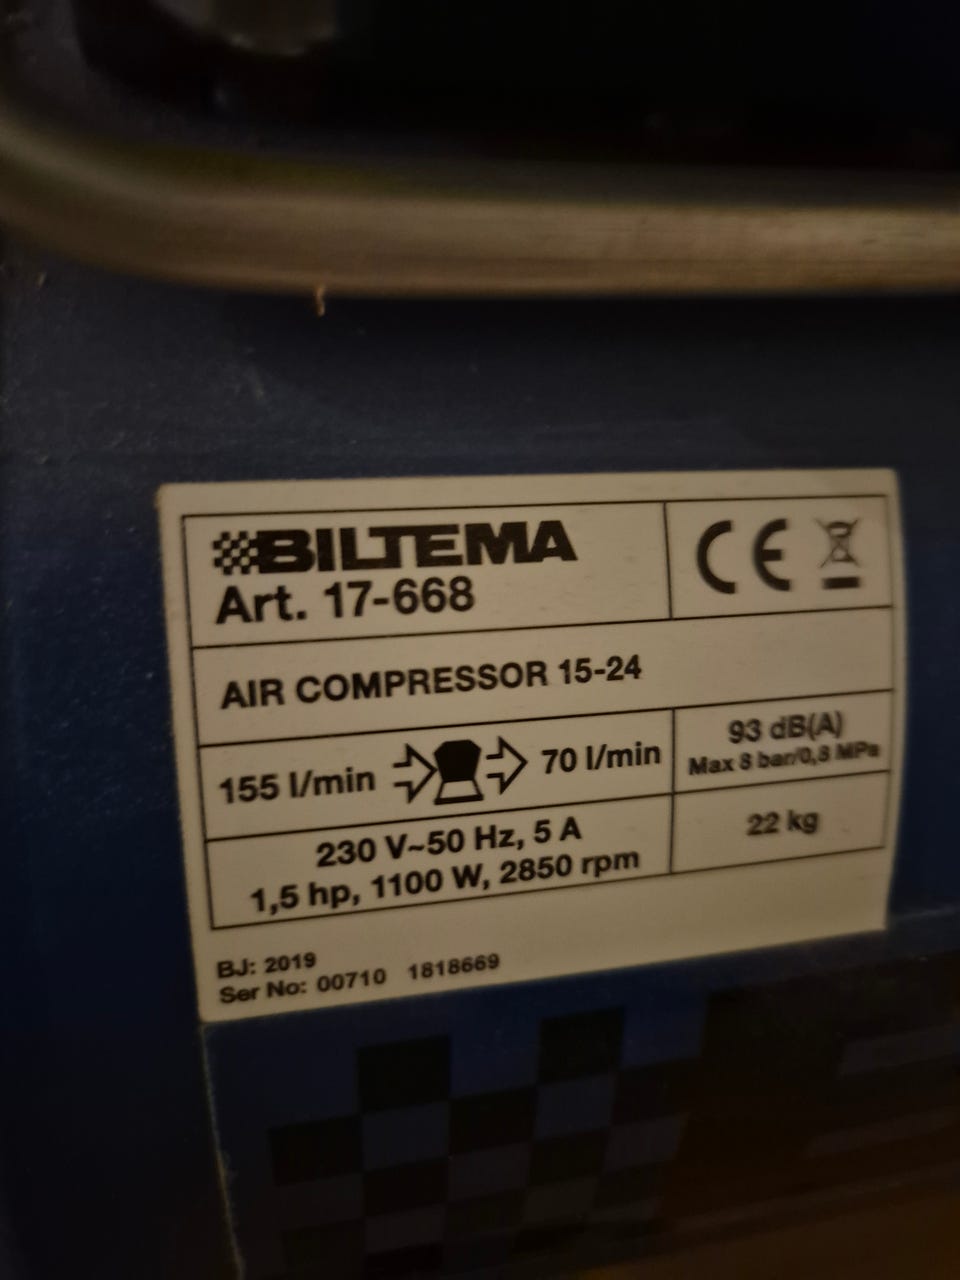 BILTEMA
Art. 17-668
CE
AIR COMPRESSOR 15-24
155 l/min 70 l/min
93 dB(A)
Max 8 bar/0,8 MPa
230 V~50 Hz, 5 A
1,5 hp, 1100 W, 2850 rpm
22 kg
BJ: 2019
Ser No: 00710 1818669